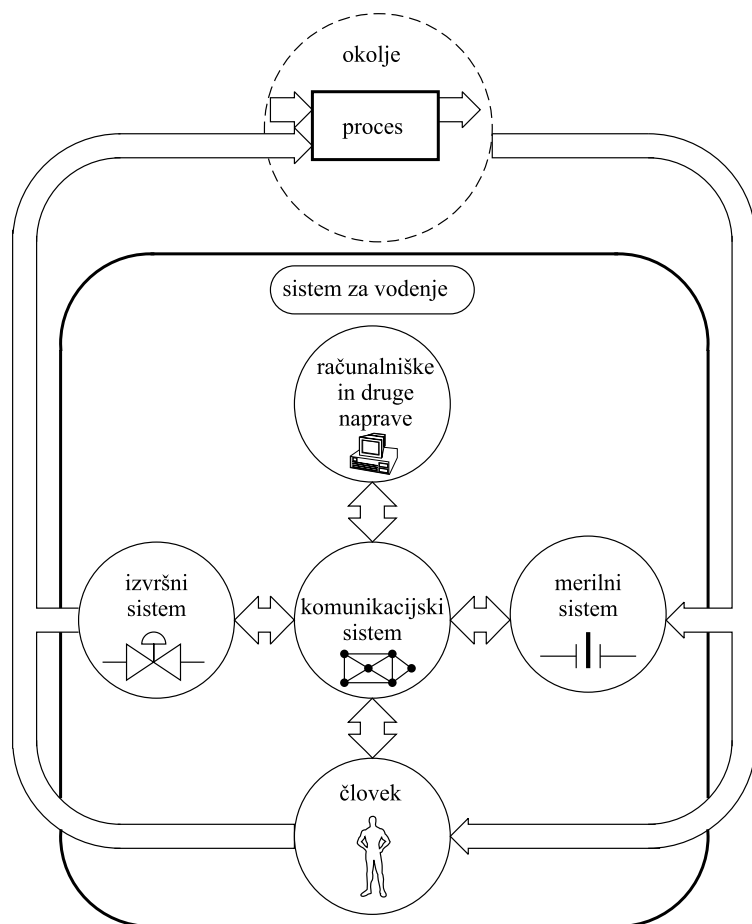 okolje
proces
sistem za vodenje
računalniške
in druge
naprave
izvršni
sistem
komunikacijski
sistem
merilni
sistem
človek